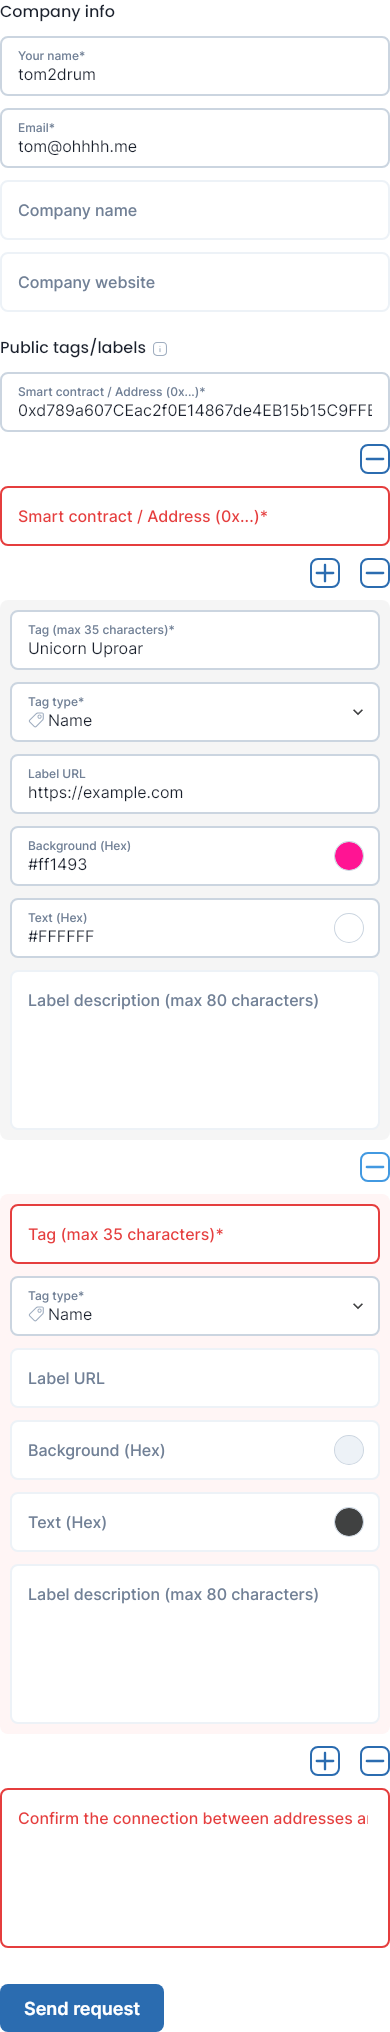 Company info
Your name*
tom2drum
Email*
tom@ohhhh.me
Company name
Company website
Public tags/labels
Smart contract / Address (0x...)*
0xd789a607CEac2f0E14867de4EB15b15C9FFE
Smart contract / Address (0x...)*
Tag (max 35 characters)*
Unicorn Uproar
Tag type*
Name
Label URL
https://example.com
Background (Hex)
#ff1493
Text (Hex)
#FFFFFF
Label description (max 80 characters)
Tag (max 35 characters)*
Tag type*
Name
Label URL
Background (Hex)
Text (Hex)
Label description (max 80 characters)
Confirm the connection between addresses
Send request